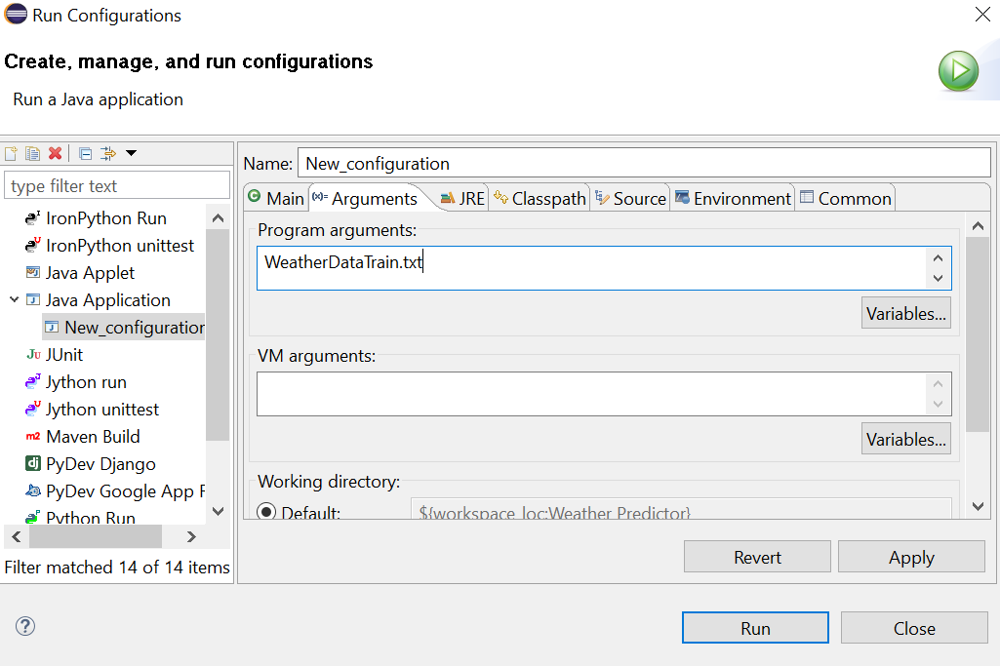 Run Configurations
Create, manage, and run configurations
Run a Java application
type filter text
IronPython Run
IronPython unittest
Java Applet
Java Application
New_configuration
JUnit
Jython run
Jython unittest
Maven Build
PyDev Django
PyDev Google App
Python Run
Filter matched 14 of 14 items
Name: New_configuration
Main Arguments JRE Classpath Source Environment Common
Program arguments:
WeatherDataTrain.txt
Variables...
VM arguments:
Variables...
Working directory:
Default: ${workspace_loc:Weather Predictor}
Revert Apply
Run Close